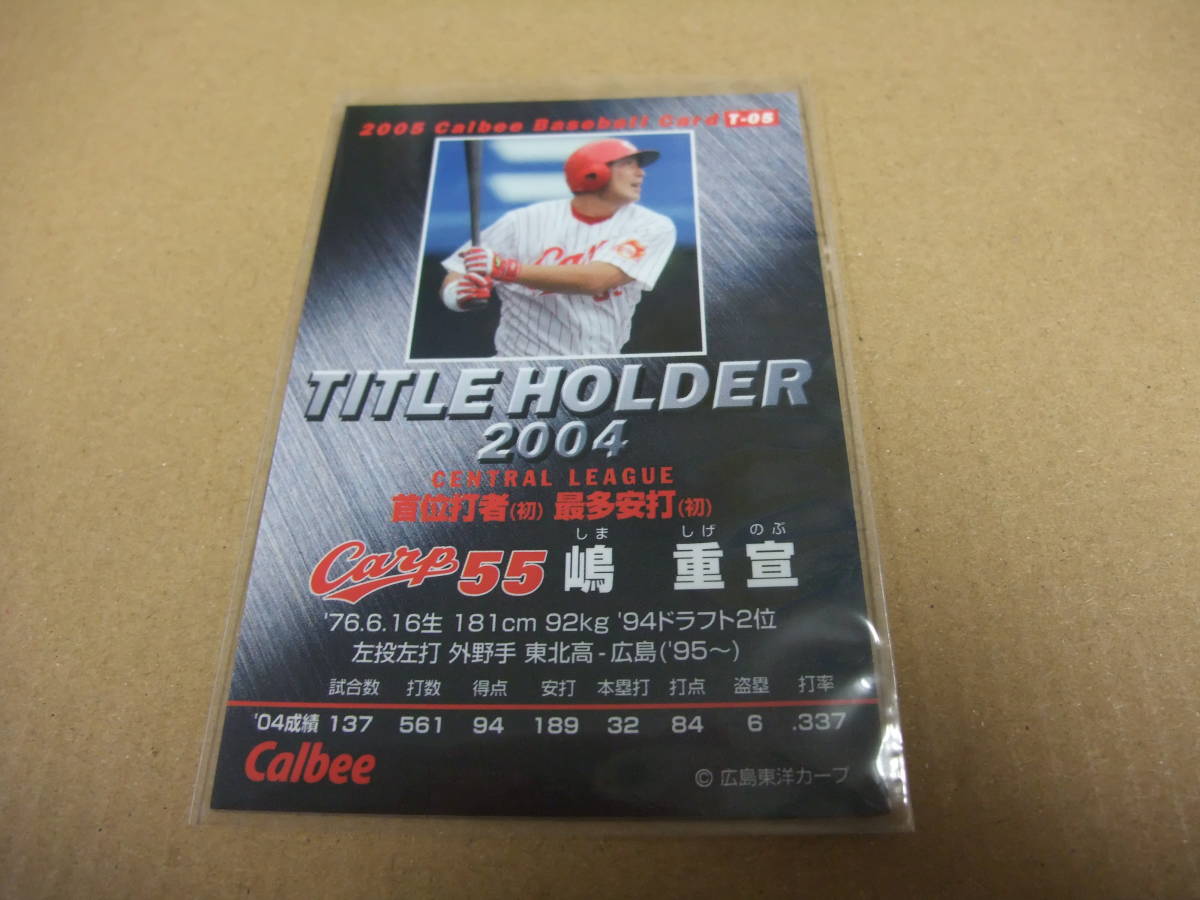 2005 Calbee Baseball Card T-05
Carp
TITLE HOLDER
2004
CENTRAL LEAGUE
首位打者(初) 最多安打(初)
しま しげ のぶ
Carp 55 嶋 重宣
'76.6.16生 181cm 92kg '94ドラフト2位
左投左打 外野手 東北高-広島('95〜)
試合数 打数 得点 安打 本塁打 打点 盗塁 打率
'04成績 137 561 94 189 32 84 6 .337
Calbee
© 広島東洋カープ